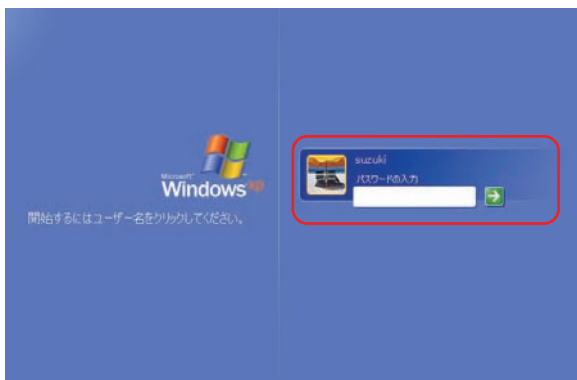 Microsoft
Windows xp
開始するにはユーザー名をクリックしてください。
suzuki
パスワードの入力